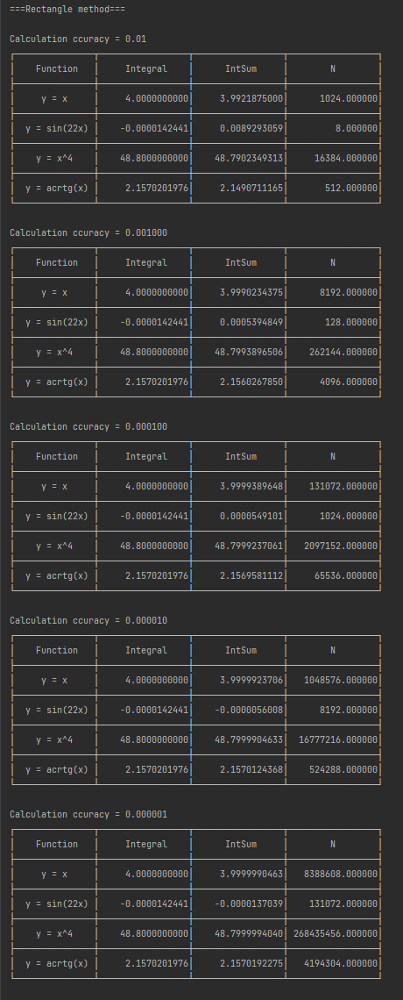 ===Rectangle method===
Calculation ccuracy = 0.01
Function Integral IntSum N
y = x 4.0000000000 3.9921875000 1024.000000
y = sin(22x) -0.0000142441 0.0089293059 8.000000
y = x^4 48.8000000000 48.7902349313 16384.000000
y = acrtg(x) 2.1570201976 2.1490711165 512.000000
Calculation ccuracy = 0.001000
Function Integral IntSum N
y = x 4.0000000000 3.9990234375 8192.000000
y = sin(22x) -0.0000142441 0.0005394849 128.000000
y = x^4 48.8000000000 48.7993896506 262144.000000
y = acrtg(x) 2.1570201976 2.1560267850 4096.000000
Calculation ccuracy = 0.000100
Function Integral IntSum N
y = x 4.0000000000 3.9999389648 131072.000000
y = sin(22x) -0.0000142441 0.0000549101 1024.000000
y = x^4 48.8000000000 48.7999237061 2097152.000000
y = acrtg(x) 2.1570201976 2.1569581112 65536.000000
Calculation ccuracy = 0.000010
Function Integral IntSum N
y = x 4.0000000000 3.9999923706 1048576.000000
y = sin(22x) -0.0000142441 -0.0000056008 8192.000000
y = x^4 48.8000000000 48.7999904633 16777216.000000
y = acrtg(x) 2.1570201976 2.1570124368 524288.000000
Calculation ccuracy = 0.000001
Function Integral IntSum N
y = x 4.0000000000 3.9999990463 8388608.000000
y = sin(22x) -0.0000142441 -0.0000137039 131072.000000
y = x^4 48.8000000000 48.7999994040 268435456.000000
y = acrtg(x) 2.1570201976 2.1570192275 4194304.000000